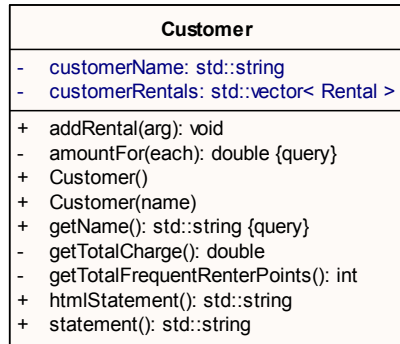 Customer
- customerName: std::string
- customerRentals: std::vector< Rental >
+ addRental(arg): void
- amountFor(each): double {query}
+ Customer()
+ Customer(name)
+ getName(): std::string {query}
- getTotalCharge(): double
- getTotalFrequentRenterPoints(): int
+ htmlStatement(): std::string
+ statement(): std::string